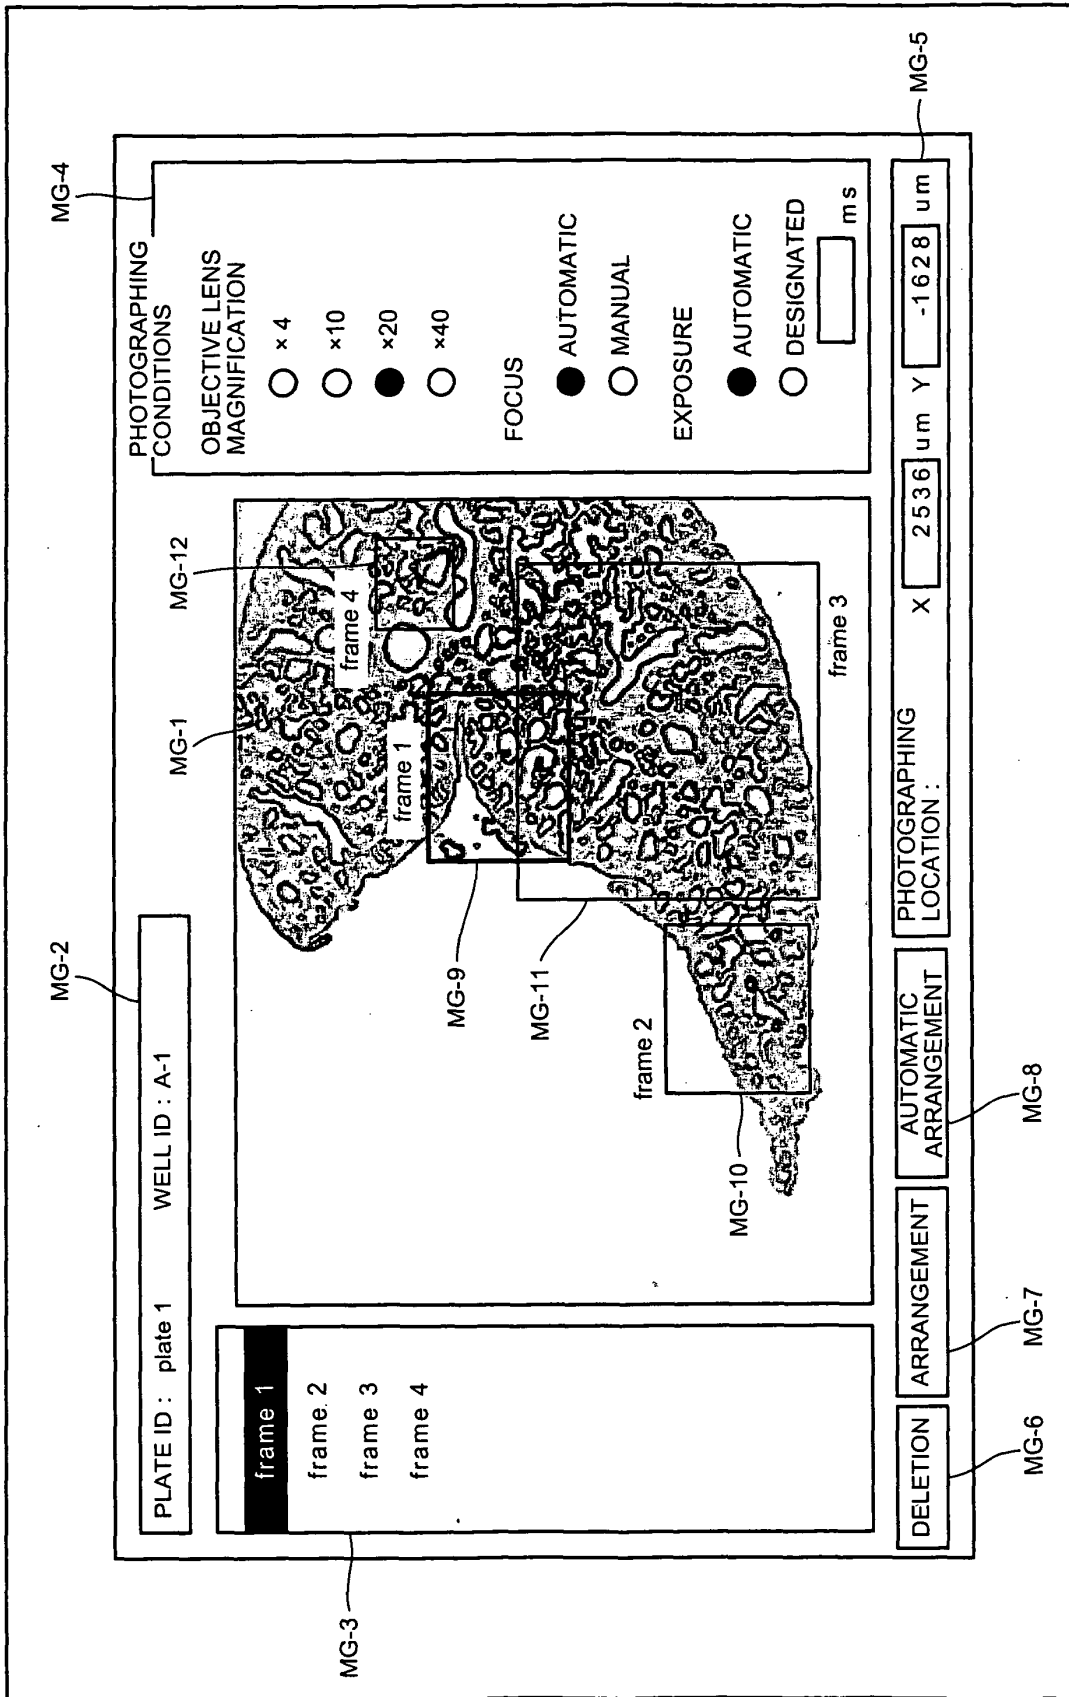 MG-2
MG-1
MG-12
MG-4
PLATE ID : plate 1 WELL ID : A-1
MG-3
frame 1
frame 2
frame 3
frame 4
frame 1
frame 4
MG-9
MG-11
frame 2
MG-10
frame 3
PHOTOGRAPHING
CONDITIONS
OBJECTIVE LENS
MAGNIFICATION
× 4
×10
×20
×40
FOCUS
AUTOMATIC
MANUAL
EXPOSURE
AUTOMATIC
DESIGNATED
ms
DELETION
ARRANGEMENT
AUTOMATIC
ARRANGEMENT
PHOTOGRAPHING
LOCATION :
X 2536 um Y -1628 um
MG-5
MG-6
MG-7
MG-8